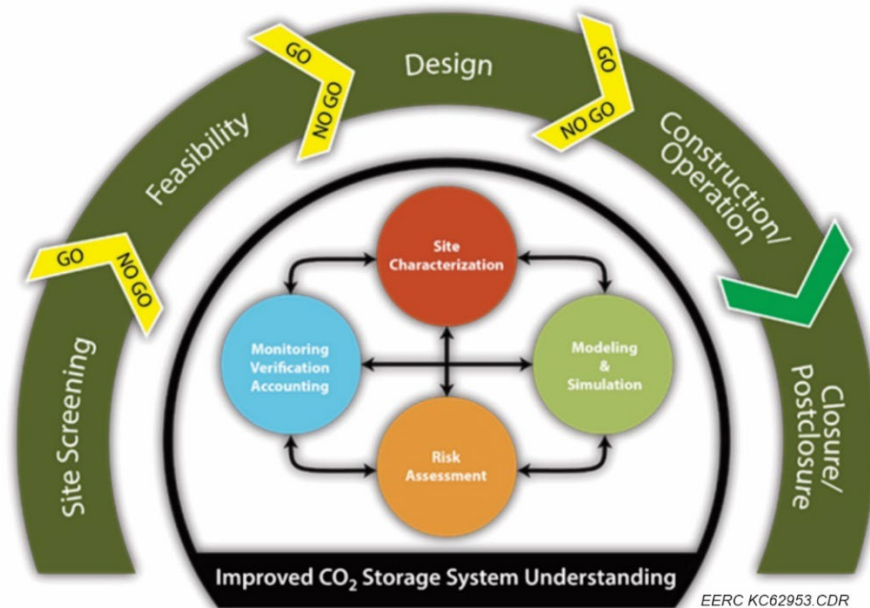 Site Screening
GO
NO GO
Feasibility
GO
NO GO
Design
GO
NO GO
Construction/
Operation
Closure/
Postclosure
Site
Characterization
Monitoring
Verification
Accounting
Modeling
&
Simulation
Risk
Assessment
Improved CO₂ Storage System Understanding
EERC KC62953.CDR